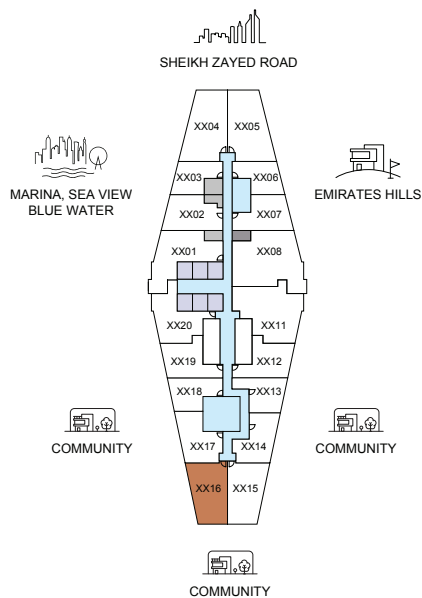 SHEIKH ZAYED ROAD
XX04 XX05
XX03 XX06
MARINA, SEA VIEW
BLUE WATER
EMIRATES HILLS
XX02 XX07
XX01 XX08
XX20 XX11
XX19 XX12
XX18 XX13
COMMUNITY
COMMUNITY
XX17 XX14
XX16 XX15
COMMUNITY